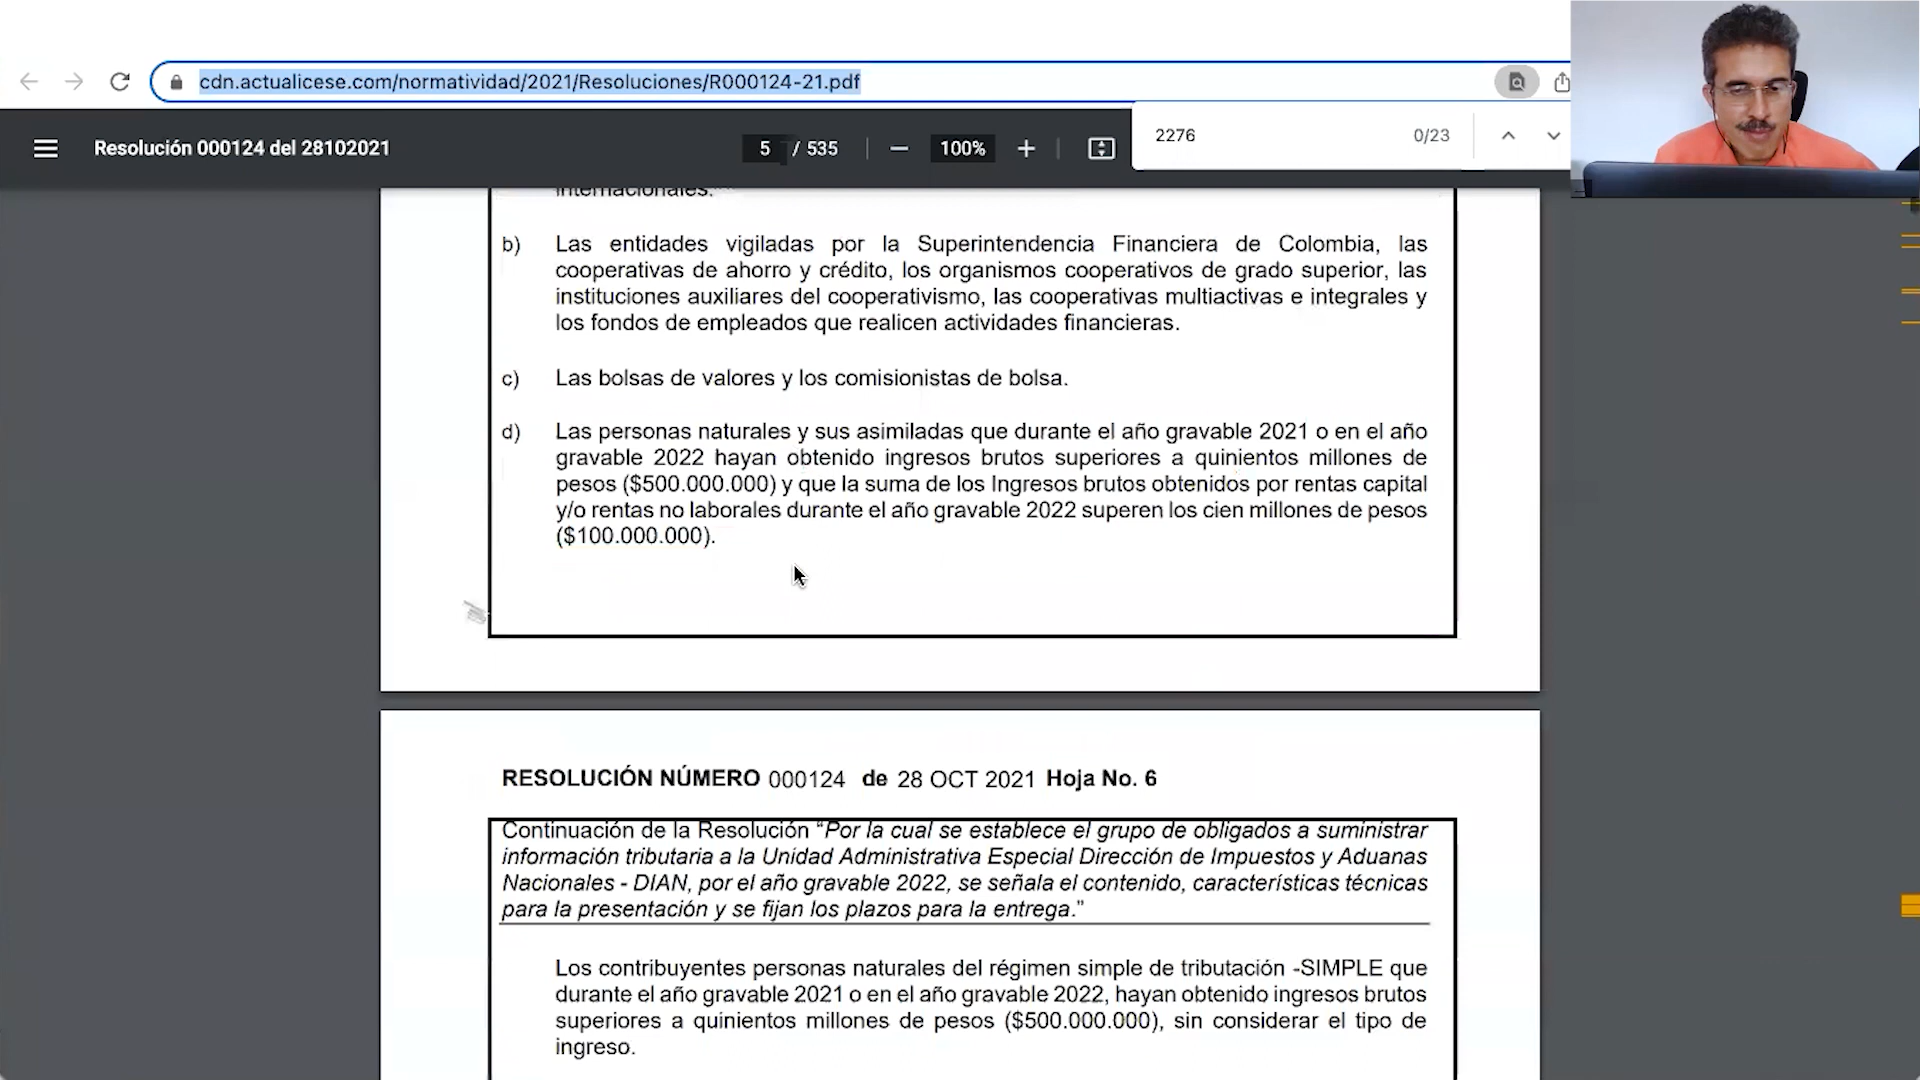 cdn.actualicese.com/normatividad/2021/Resoluciones/R000124-21.pdf
Resolución 000124 del 28102021
5 / 535
100%
2276
0/23
internacionales.
b) Las entidades vigiladas por la Superintendencia Financiera de Colombia, las
cooperativas de ahorro y crédito, los organismos cooperativos de grado superior, las
instituciones auxiliares del cooperativismo, las cooperativas multiactivas e integrales y
los fondos de empleados que realicen actividades financieras.
c) Las bolsas de valores y los comisionistas de bolsa.
d) Las personas naturales y sus asimiladas que durante el año gravable 2021 o en el año
gravable 2022 hayan obtenido ingresos brutos superiores a quinientos millones de
pesos ($500.000.000) y que la suma de los Ingresos brutos obtenidos por rentas capital
y/o rentas no laborales durante el año gravable 2022 superen los cien millones de pesos
($100.000.000).
RESOLUCIÓN NÚMERO 000124 de 28 OCT 2021 Hoja No. 6
Continuación de la Resolución “Por la cual se establece el grupo de obligados a suministrar
información tributaria a la Unidad Administrativa Especial Dirección de Impuestos y Aduanas
Nacionales - DIAN, por el año gravable 2022, se señala el contenido, características técnicas
para la presentación y se fijan los plazos para la entrega.”
Los contribuyentes personas naturales del régimen simple de tributación -SIMPLE que
durante el año gravable 2021 o en el año gravable 2022, hayan obtenido ingresos brutos
superiores a quinientos millones de pesos ($500.000.000), sin considerar el tipo de
ingreso.